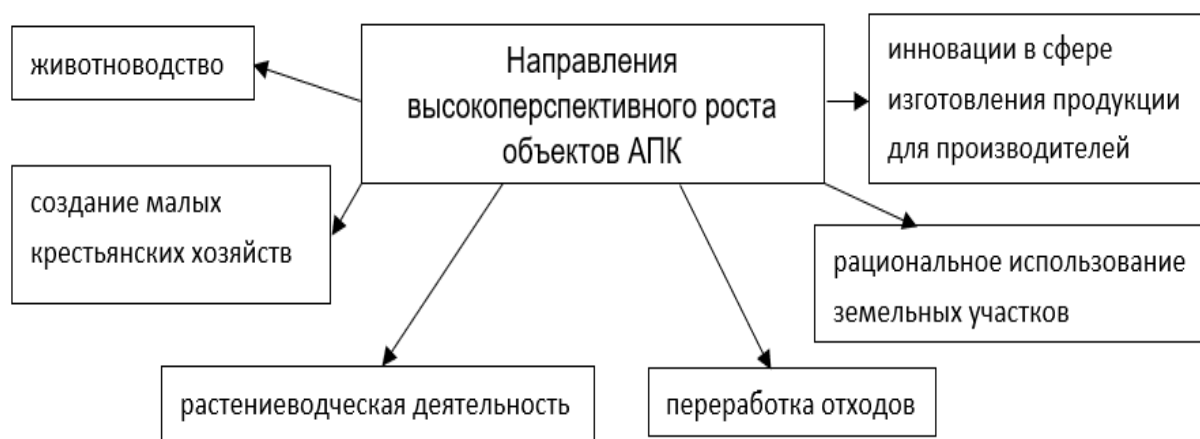 Направления
высокоперспективного роста
объектов АПК
животноводство
создание малых
крестьянских хозяйств
растениеводческая деятельность
переработка отходов
рациональное использование
земельных участков
инновации в сфере
изготовления продукции
для производителей